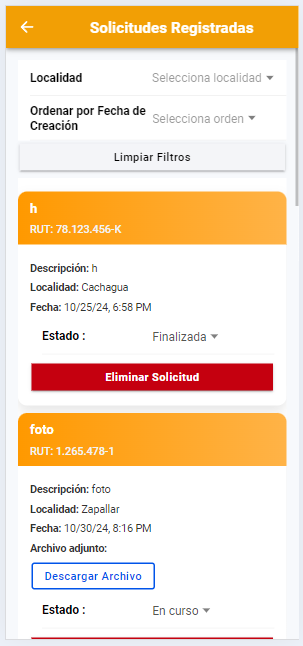 Solicitudes Registradas
Localidad Selecciona localidad
Ordenar por Fecha de
Creación Selecciona orden
Limpiar Filtros
h
RUT: 78.123.456-K
Descripción: h
Localidad: Cachagua
Fecha: 10/25/24, 6:58 PM
Estado : Finalizada
Eliminar Solicitud
foto
RUT: 1.265.478-1
Descripción: foto
Localidad: Zapallar
Fecha: 10/30/24, 8:16 PM
Archivo adjunto:
Descargar Archivo
Estado : En curso